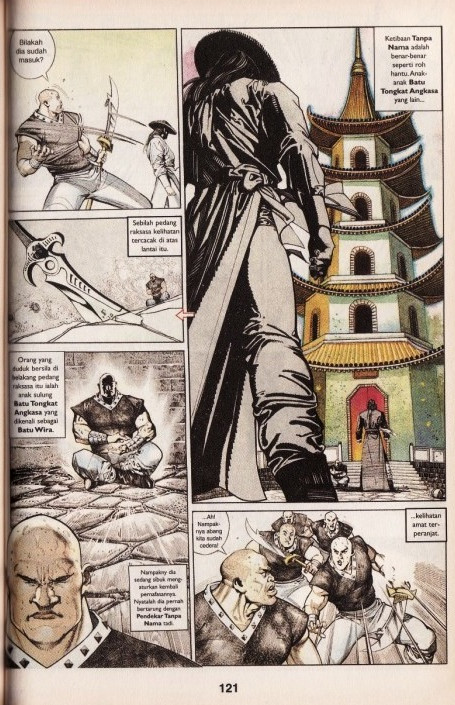 Bilakah
dia sudah
masuk?
Ketibaan Tanpa
Nama adalah
benar-benar
seperti roh
hantu. Anak-
anak Batu
Tongkat Angkasa
yang lain...
Sebilah pedang
raksasa kelihatan
tercacak di atas
lantai itu.
Orang yang
duduk bersila di
belakang pedang
raksasa itu ialah
anak sulung
Batu Tongkat
Angkasa yang
dikenali sebagai
Batu Wira.
Nampakny dia
sedang sibuk meng-
aturkan kembali
pernafasannya.
Nyatalah dia pernah
bertarung dengan
Pendekar Tanpa
Nama tadi.
...Ah!
Nampak-
nya abang
kita sudah
cedera!
...kelihatan
amat ter-
peranjat.
121